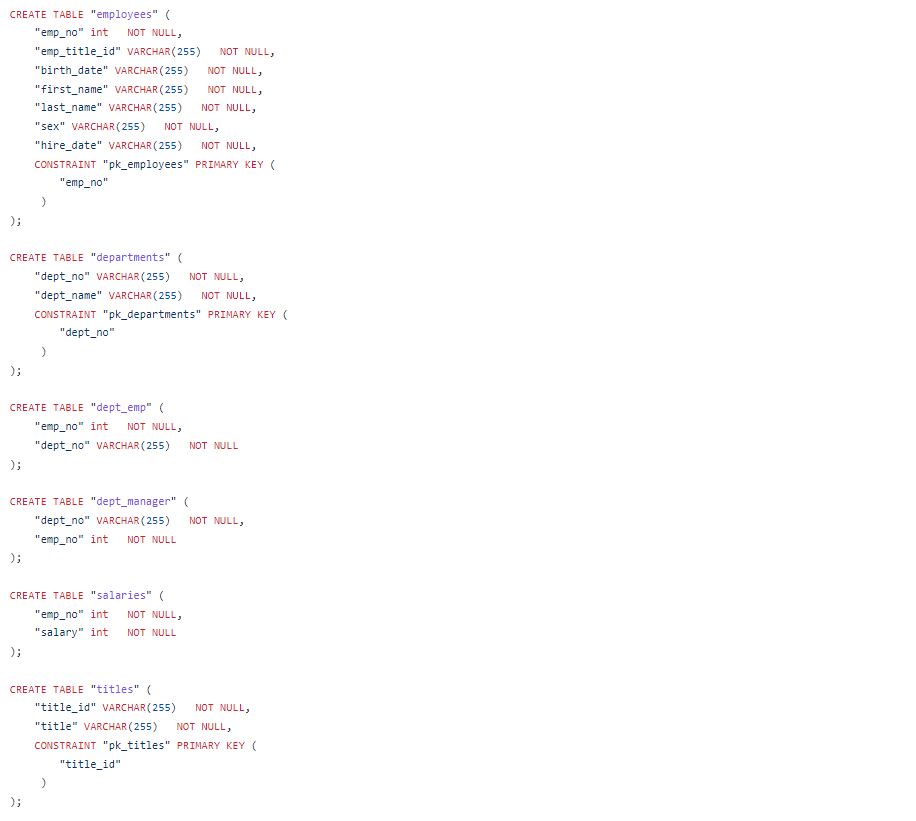 CREATE TABLE "employees" (
    "emp_no" int   NOT NULL,
    "emp_title_id" VARCHAR(255)   NOT NULL,
    "birth_date" VARCHAR(255)   NOT NULL,
    "first_name" VARCHAR(255)   NOT NULL,
    "last_name" VARCHAR(255)   NOT NULL,
    "sex" VARCHAR(255)   NOT NULL,
    "hire_date" VARCHAR(255)   NOT NULL,
    CONSTRAINT "pk_employees" PRIMARY KEY (
        "emp_no"
     )
);

CREATE TABLE "departments" (
    "dept_no" VARCHAR(255)   NOT NULL,
    "dept_name" VARCHAR(255)   NOT NULL,
    CONSTRAINT "pk_departments" PRIMARY KEY (
        "dept_no"
     )
);

CREATE TABLE "dept_emp" (
    "emp_no" int   NOT NULL,
    "dept_no" VARCHAR(255)   NOT NULL
);

CREATE TABLE "dept_manager" (
    "dept_no" VARCHAR(255)   NOT NULL,
    "emp_no" int   NOT NULL
);

CREATE TABLE "salaries" (
    "emp_no" int   NOT NULL,
    "salary" int   NOT NULL
);

CREATE TABLE "titles" (
    "title_id" VARCHAR(255)   NOT NULL,
    "title" VARCHAR(255)   NOT NULL,
    CONSTRAINT "pk_titles" PRIMARY KEY (
        "title_id"
     )
);